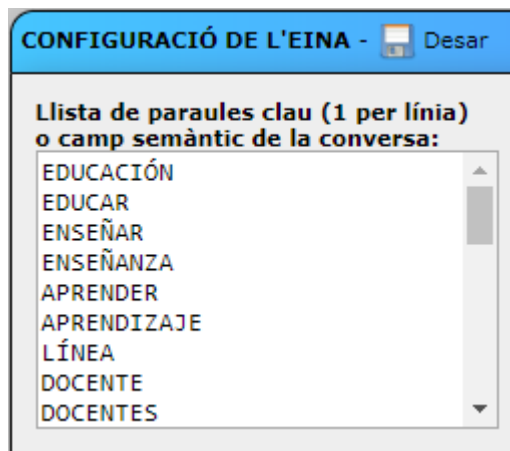 CONFIGURACIÓ DE L'EINA - Desar
Llista de paraules clau (1 per línia)
o camp semàntic de la conversa:
EDUCACIÓN
EDUCAR
ENSEÑAR
ENSEÑANZA
APRENDER
APRENDIZAJE
LÍNEA
DOCENTE
DOCENTES